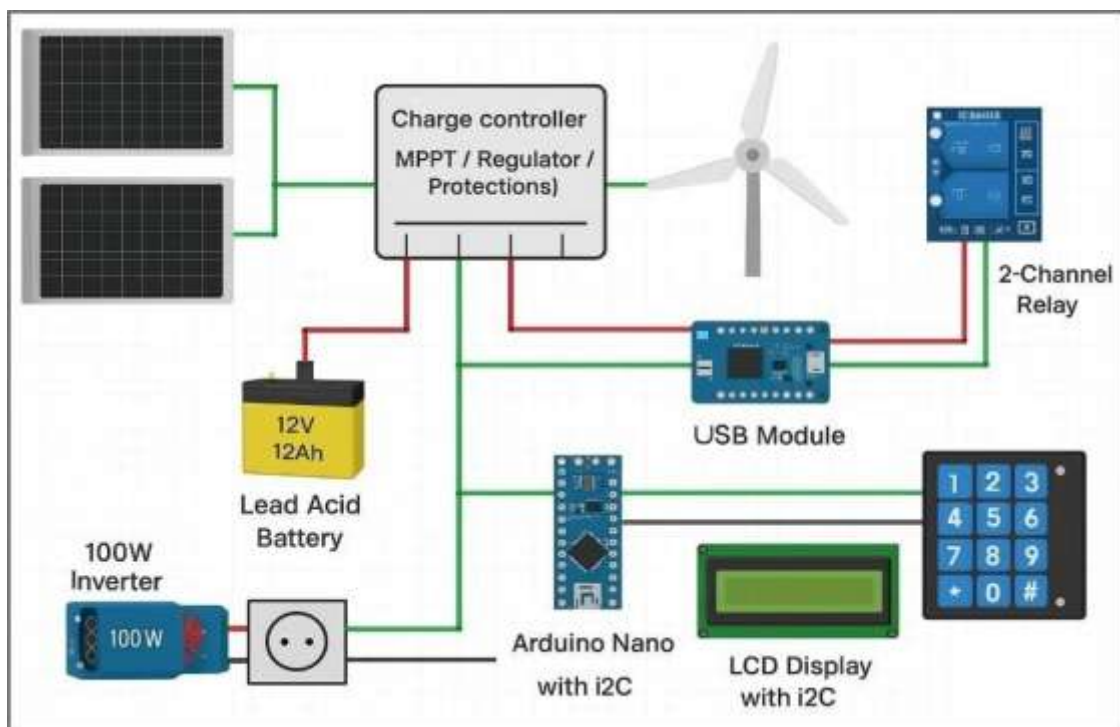 Charge controller
MPPT / Regulator /
Protections)
2-Channel
Relay
12V
12Ah
USB Module
Lead Acid
Battery
1 2 3
4 5 6
7 8 9
* 0 #
100W
Inverter
100 W
Arduino Nano
with i2C
LCD Display
with i2C